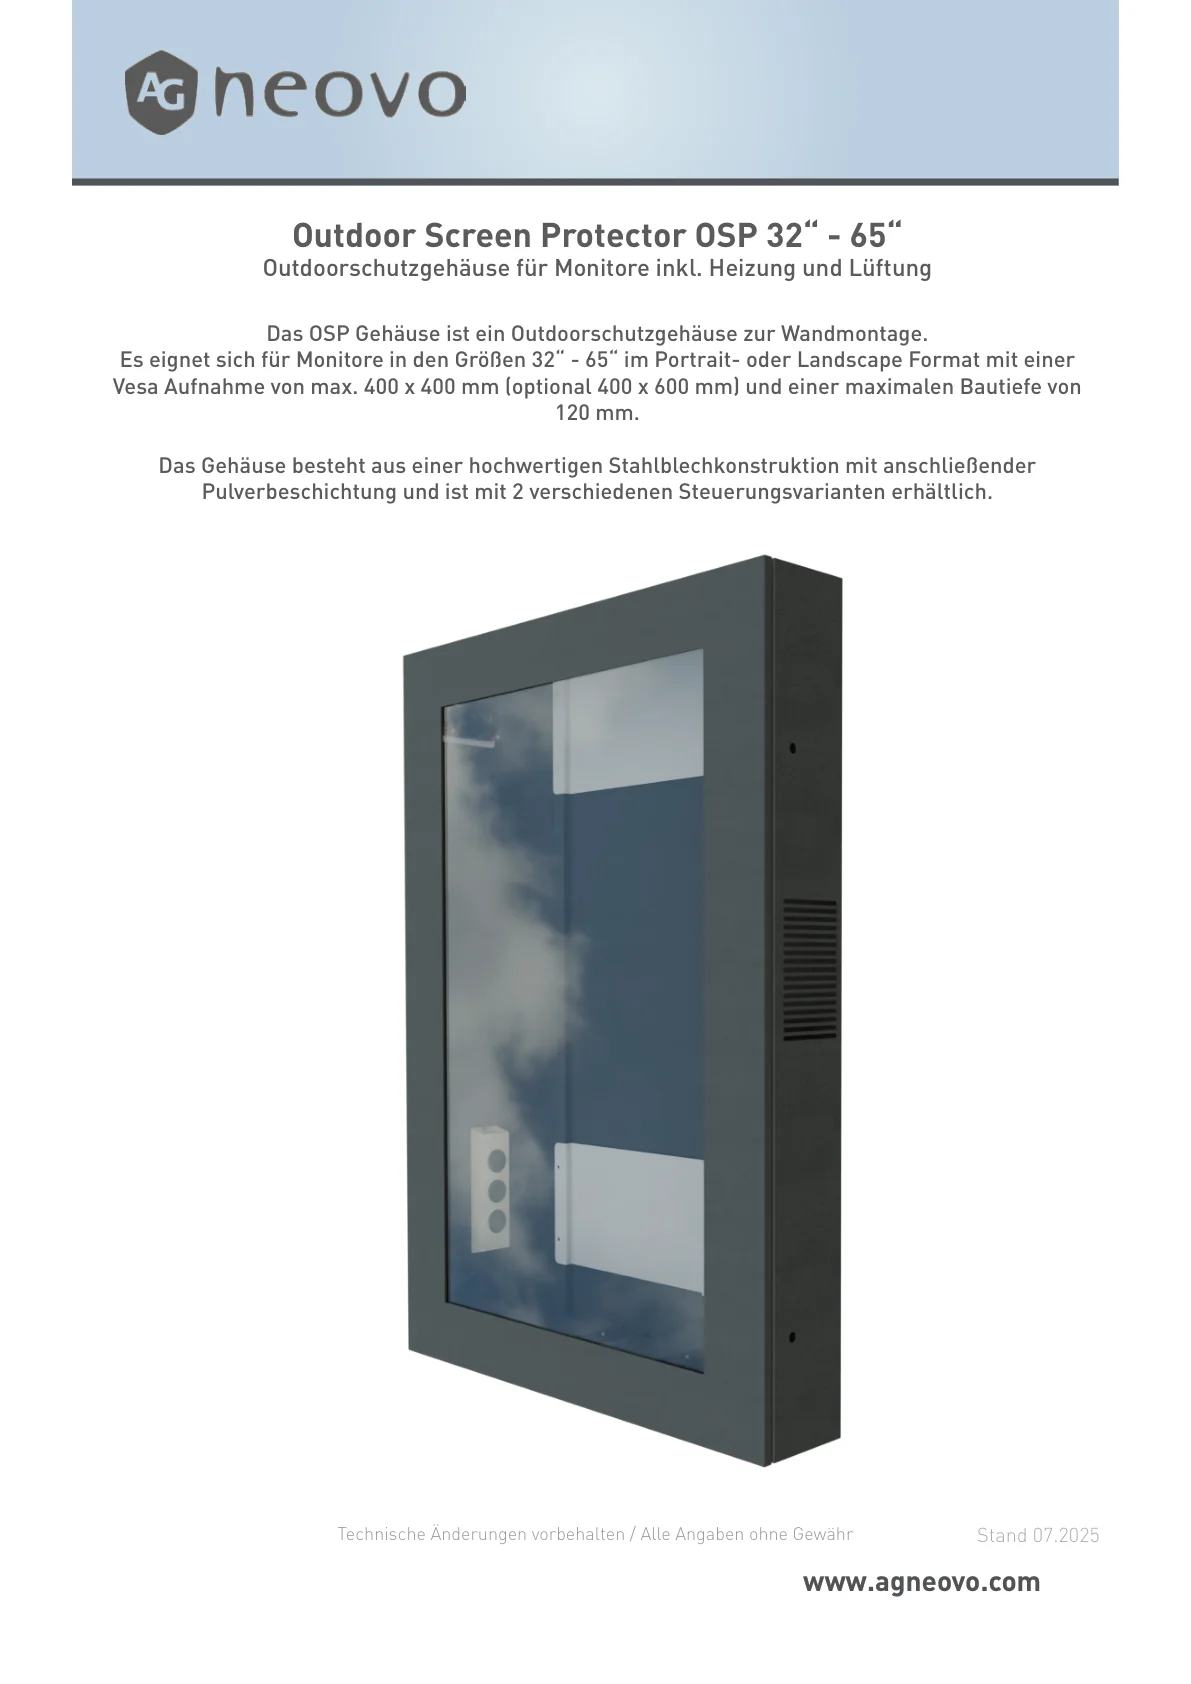 AG neovo
Outdoor Screen Protector OSP 32“ - 65“
Outdoorschutzgehäuse für Monitore inkl. Heizung und Lüftung
Das OSP Gehäuse ist ein Outdoorschutzgehäuse zur Wandmontage.
Es eignet sich für Monitore in den Größen 32“ - 65“ im Portrait- oder Landscape Format mit einer
Vesa Aufnahme von max. 400 x 400 mm (optional 400 x 600 mm) und einer maximalen Bautiefe von
120 mm.
Das Gehäuse besteht aus einer hochwertigen Stahlblechkonstruktion mit anschließender
Pulverbeschichtung und ist mit 2 verschiedenen Steuerungsvarianten erhältlich.
Technische Änderungen vorbehalten / Alle Angaben ohne Gewähr
Stand 07.2025
www.agneovo.com